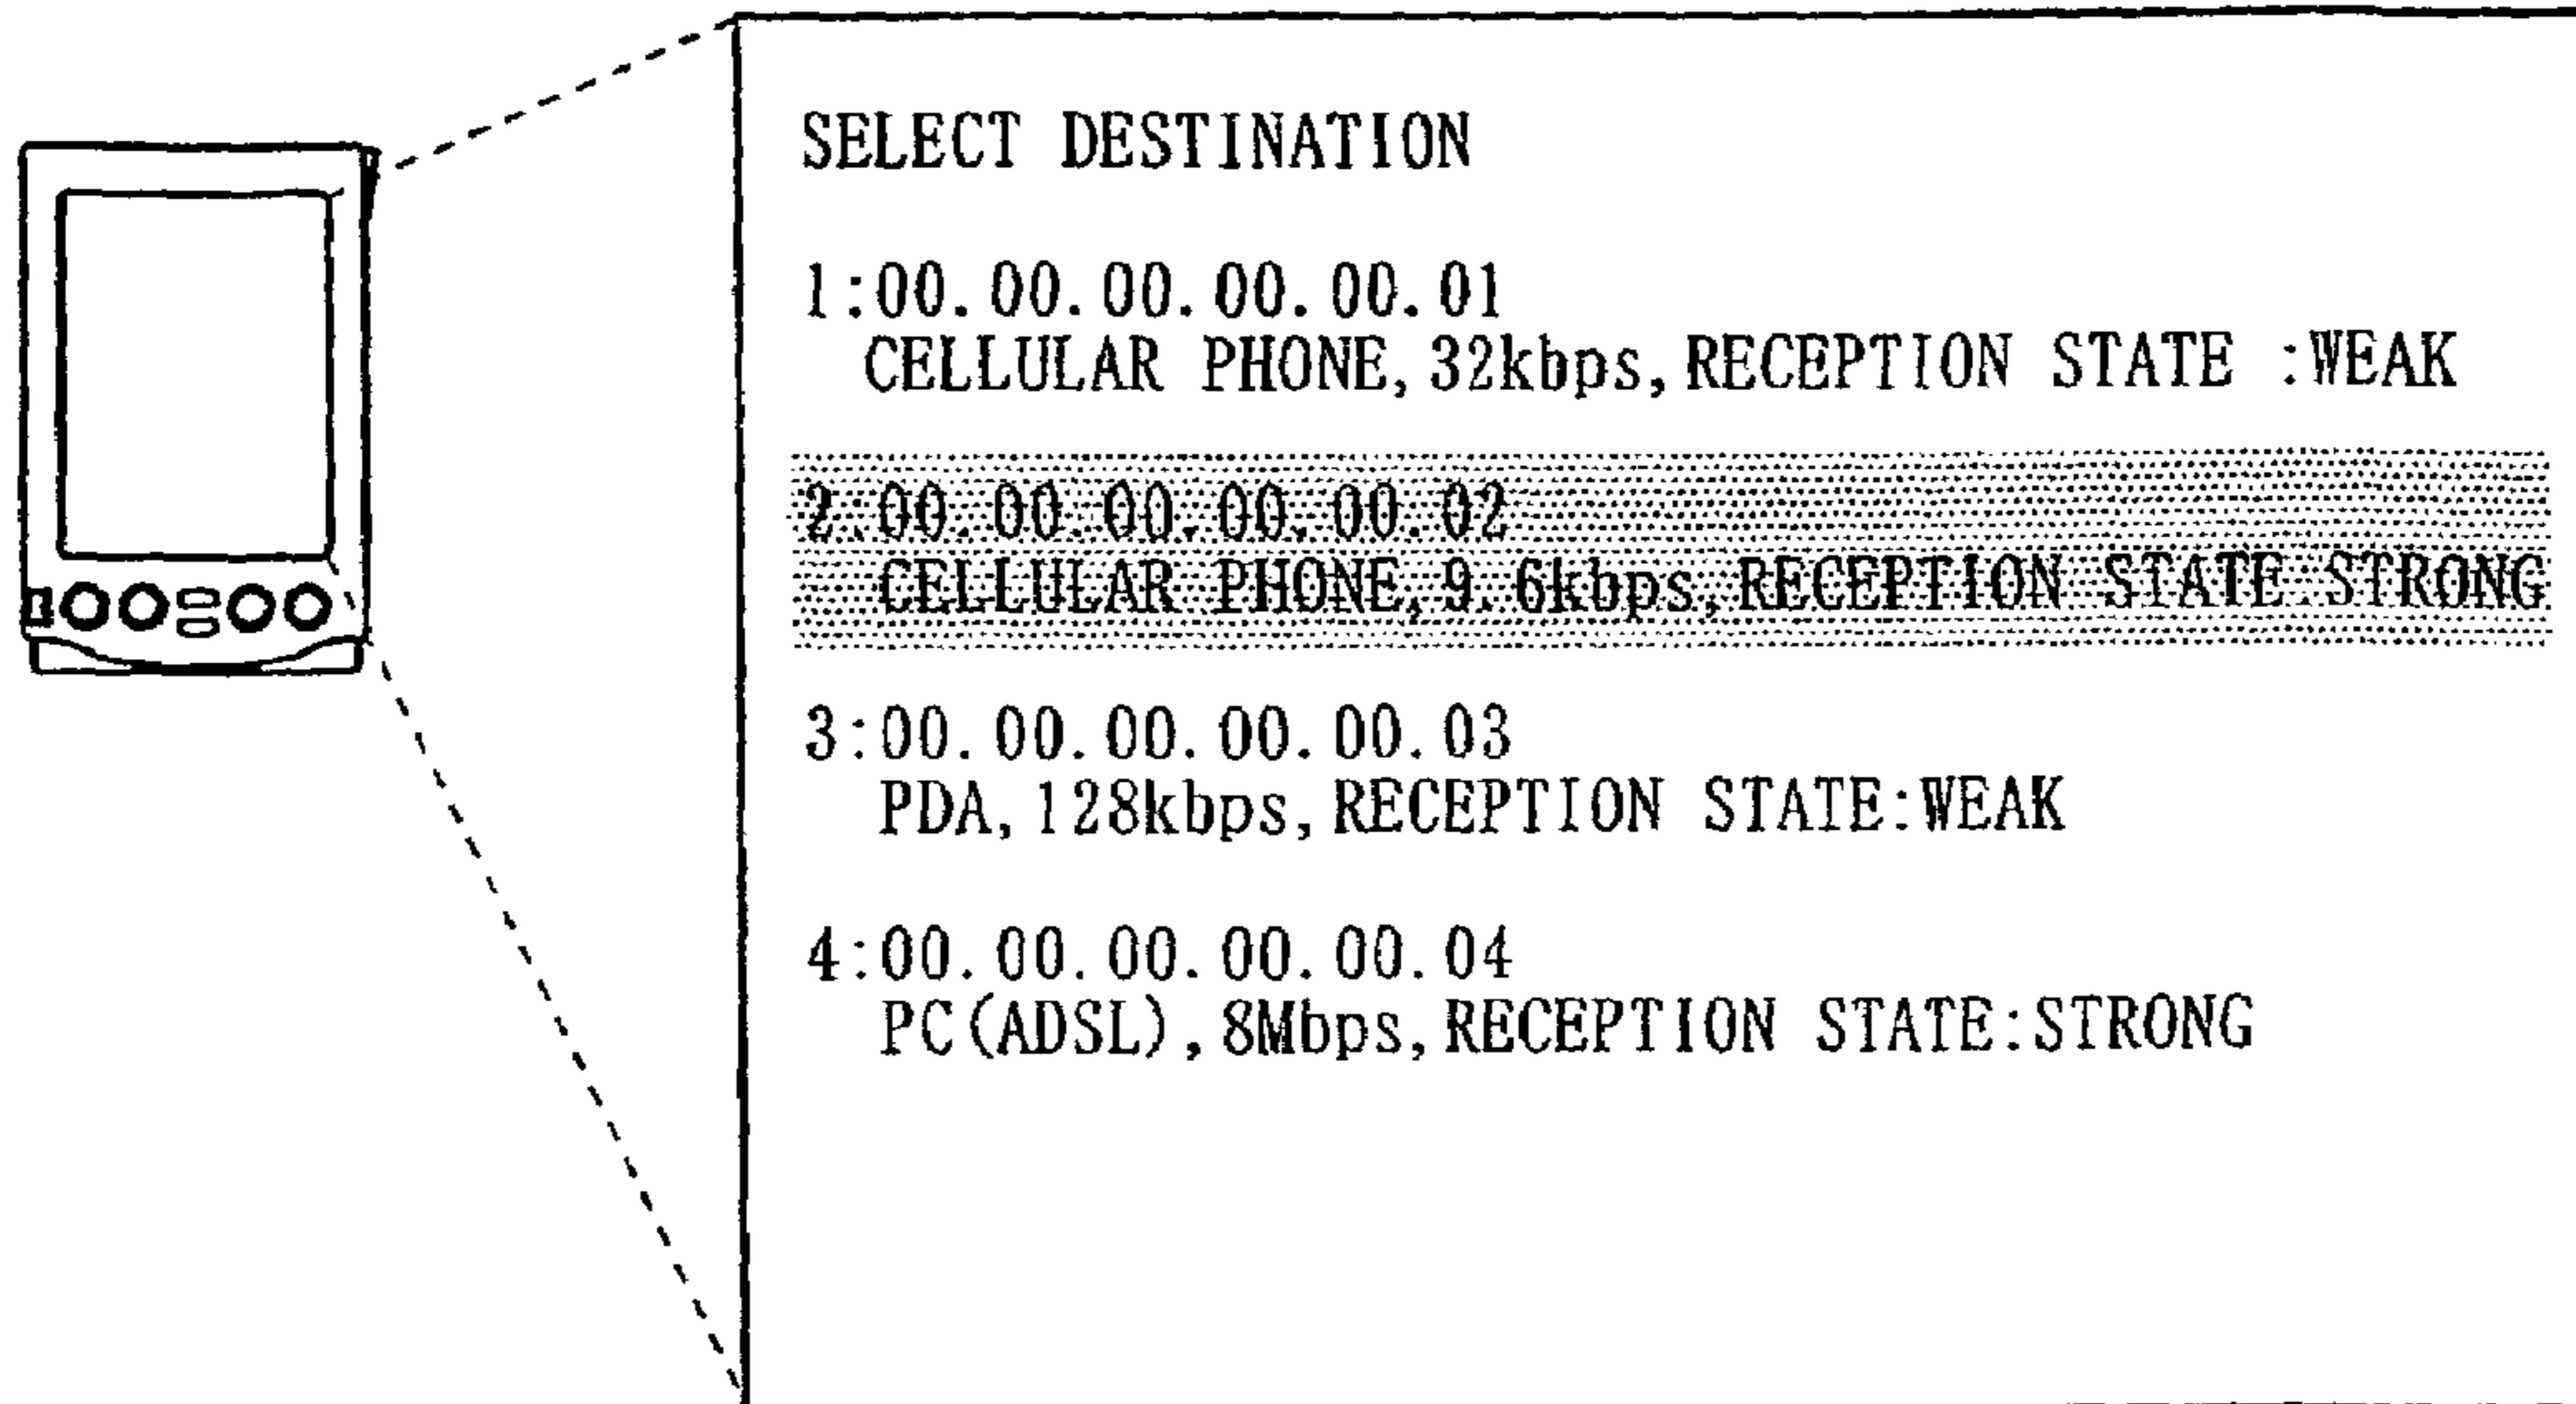 SELECT DESTINATION
1:00.00.00.00.00.01
CELLULAR PHONE, 32kbps, RECEPTION STATE :WEAK
2:00.00.00.00.00.02
CELLULAR PHONE, 9.6kbps, RECEPTION STATE:STRONG
3:00.00.00.00.00.03
PDA, 128kbps, RECEPTION STATE:WEAK
4:00.00.00.00.00.04
PC(ADSL), 8Mbps, RECEPTION STATE:STRONG